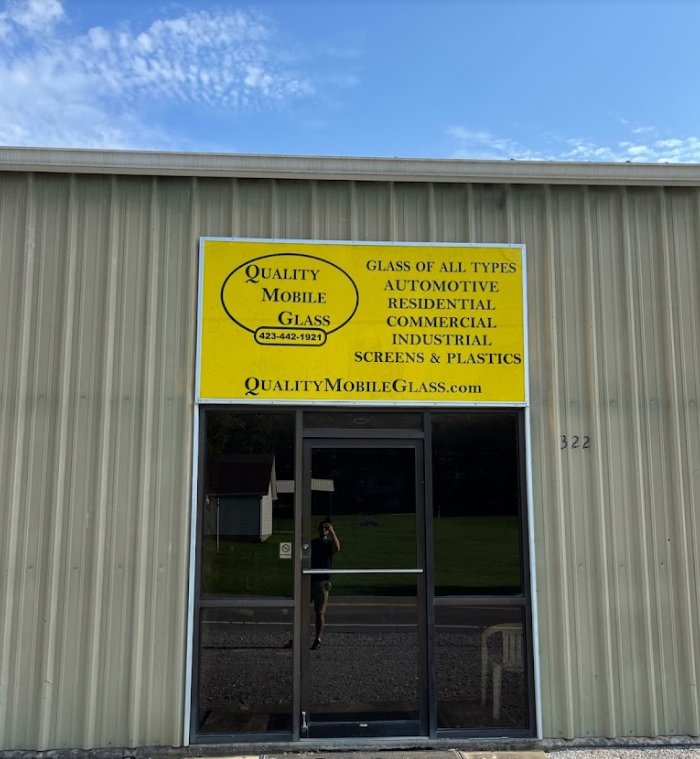 QUALITY
MOBILE
GLASS
423-442-1921
GLASS OF ALL TYPES
AUTOMOTIVE
RESIDENTIAL
COMMERCIAL
INDUSTRIAL
SCREENS & PLASTICS
QUALITYMOBILEGLASS.com
322